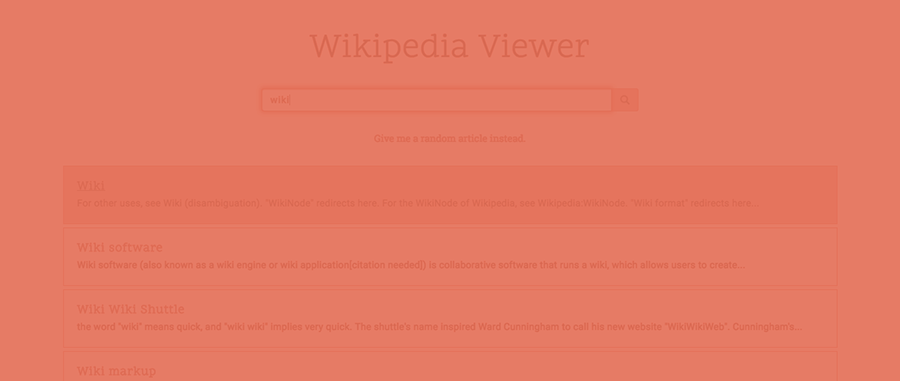 Wikipedia Viewer
wiki
Give me a random article instead.
Wiki
For other uses, see Wiki (disambiguation). "WikiNode" redirects here. For the WikiNode of Wikipedia, see Wikipedia:WikiNode. "Wiki format" redirects here...
Wiki software
Wiki software (also known as a wiki engine or wiki application[citation needed]) is collaborative software that runs a wiki, which allows users to create...
Wiki Wiki Shuttle
the word "wiki" means quick, and "wiki wiki" implies very quick. The shuttle's name inspired Ward Cunningham to call his new website "WikiWikiWeb". Cunningham's...
Wiki markup